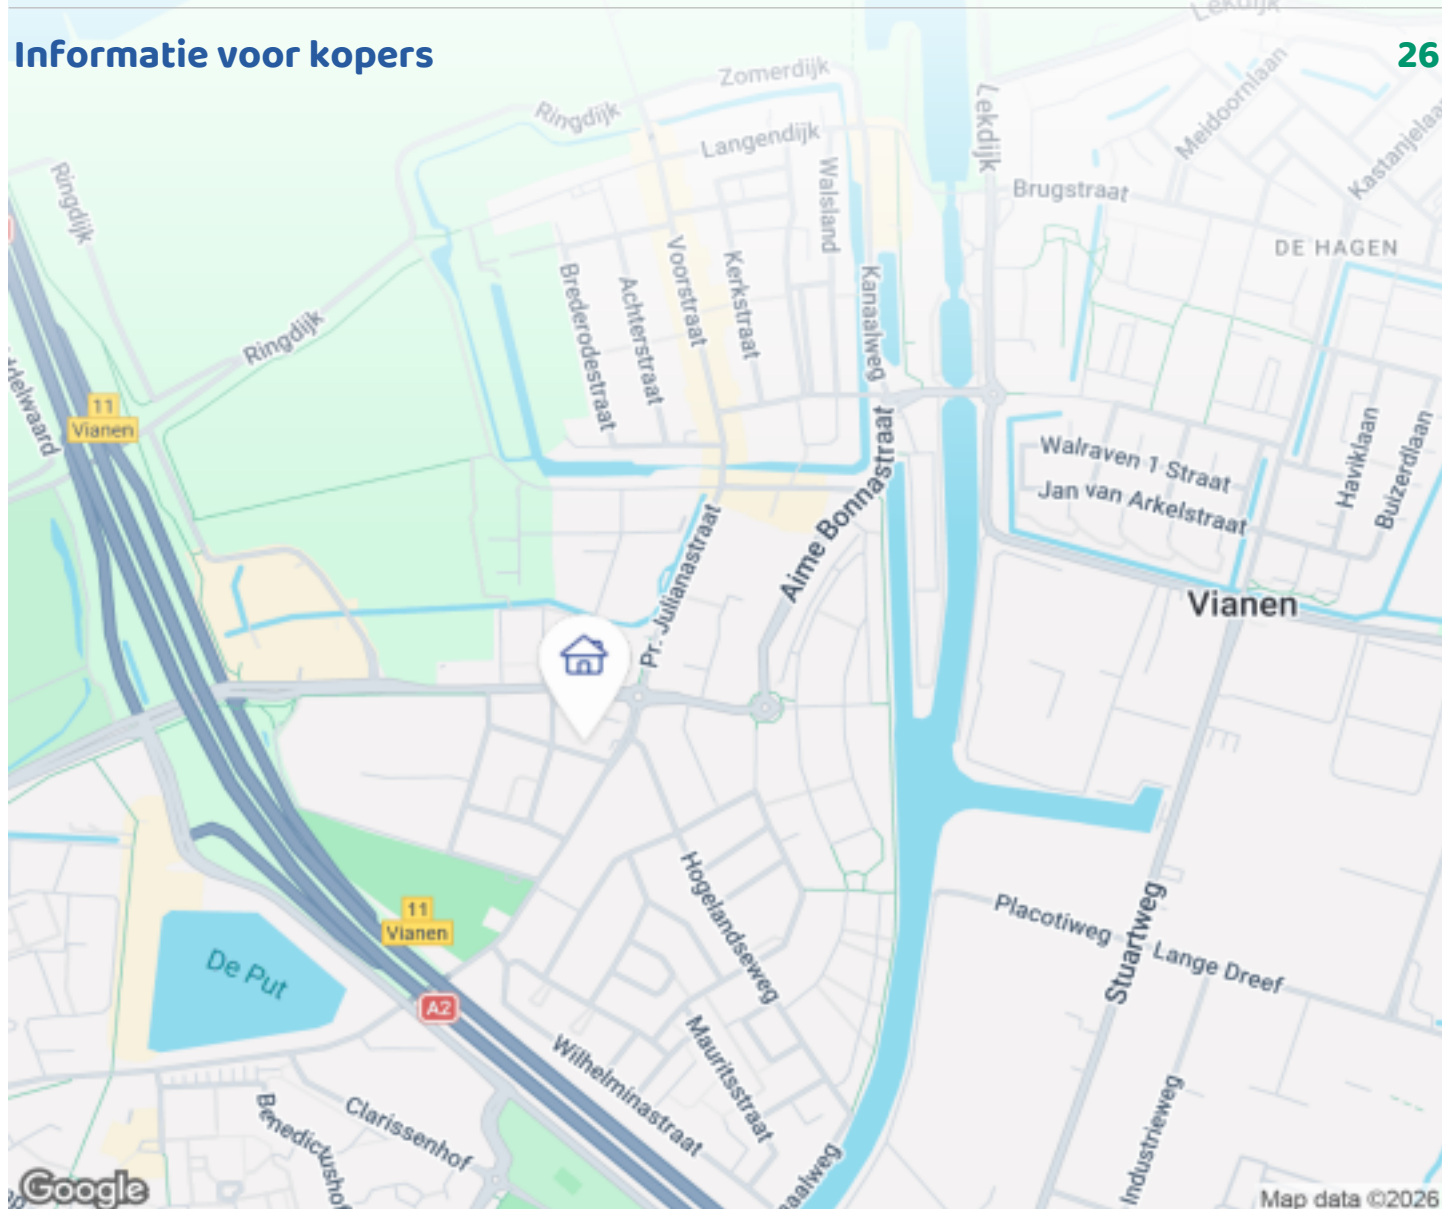 Informatie voor kopers
26
Lekdijk
Zomerdijk
Ringdijk
Langendijk
Lekdijk
Meidoornlaan
Ringdijk
Walsland
Brugstraat
DE HAGEN
Voorstraat
Kerkstraat
Brederodestraat
Achterstraat
Kanaalweg
Ringdijk
11
Vianen
Walraven 1 Straat
Jan van Arkelstraat
Haviklaan
Buizerdlaan
Aime Bonnastraat
Pr. Julianastraat
Vianen
Hogelandseweg
11
Vianen
Placotiweg
Stuartweg
Lange Dreef
De Put
A2
Wilhelminastraat
Mauritsstraat
Clarissenhof
Benedictushof
Industrieweg
aalweg
Google
Map data ©2026